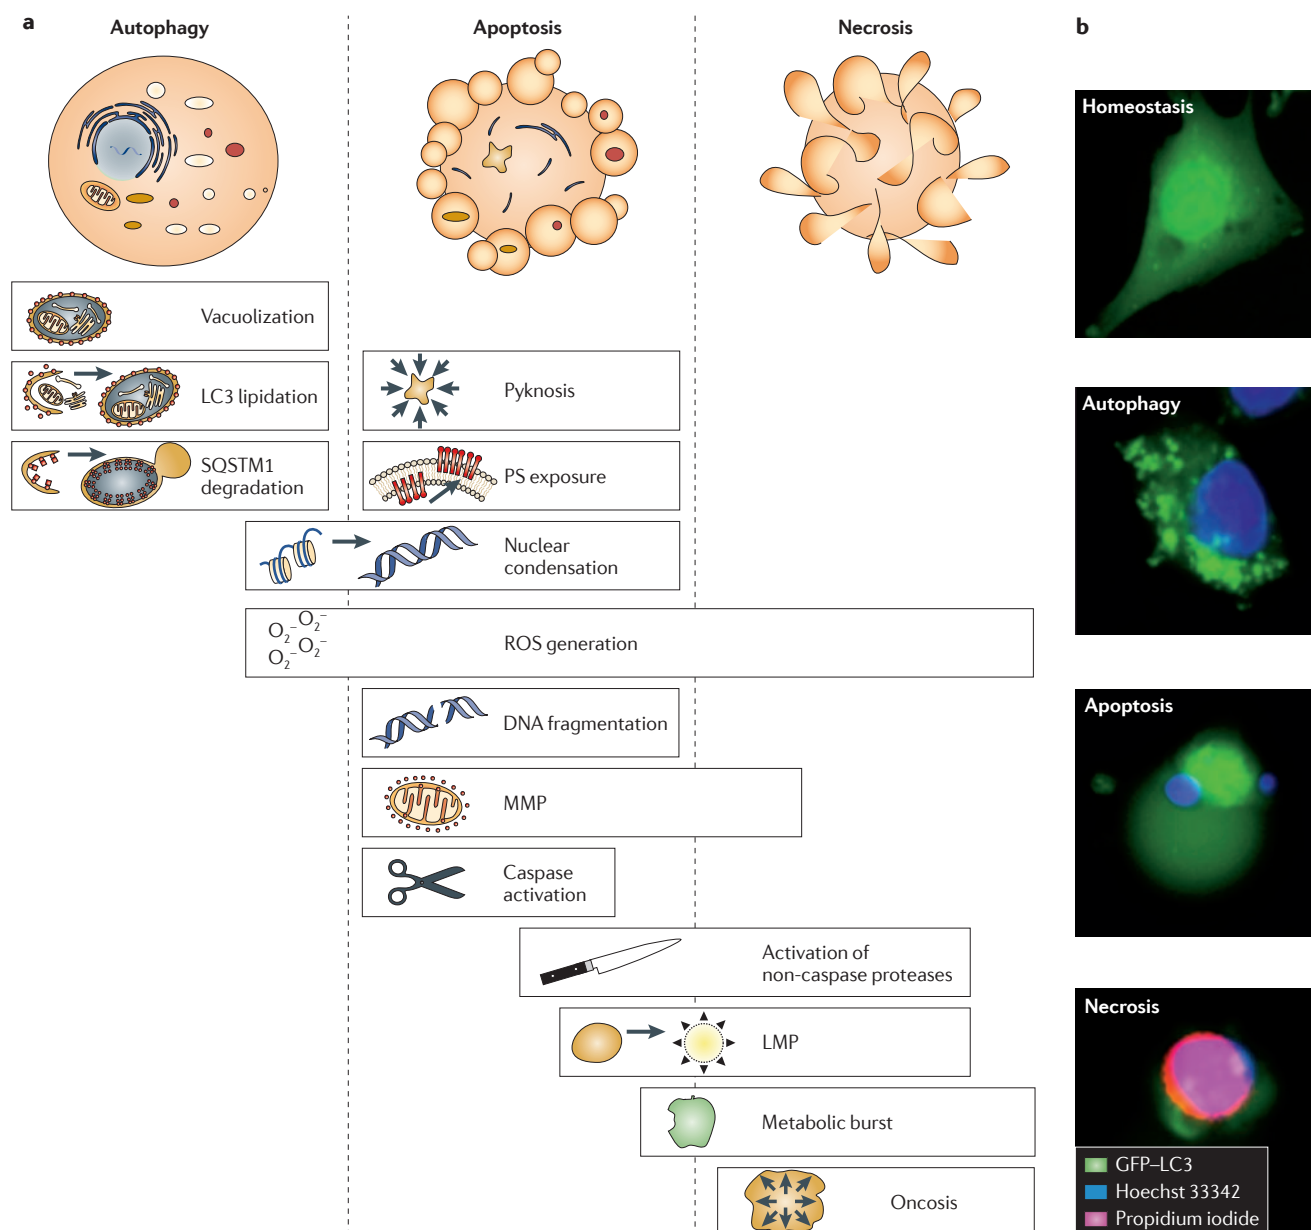 a
Autophagy
Apoptosis
Necrosis
b
Vacuolization
LC3 lipidation
SQSTM1
degradation
Pyknosis
PS exposure
Nuclear
condensation
O₂⁻ O₂⁻
O₂⁻ O₂⁻
ROS generation
DNA fragmentation
MMP
Caspase
activation
Activation of
non-caspase proteases
LMP
Metabolic burst
Oncosis
Homeostasis
Autophagy
Apoptosis
Necrosis
GFP–LC3
Hoechst 33342
Propidium iodide